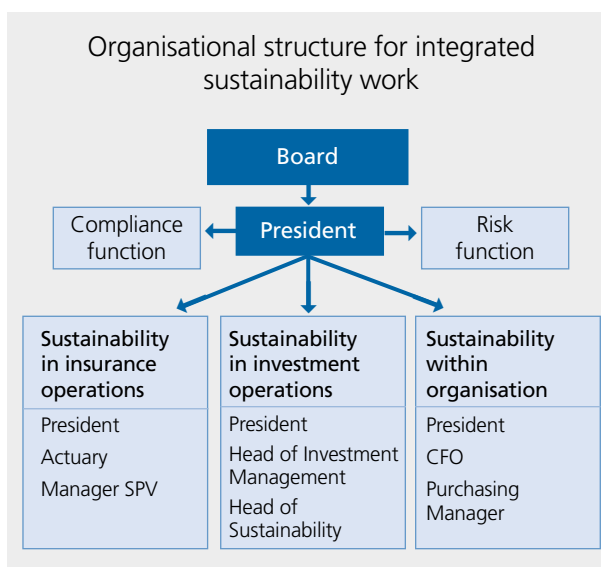 Organisational structure for integrated
sustainability work
Board
Compliance
function
President
Risk
function
Sustainability
in insurance
operations
President
Actuary
Manager SPV
Sustainability
in investment
operations
President
Head of Investment
Management
Head of
Sustainability
Sustainability
within
organisation
President
CFO
Purchasing
Manager